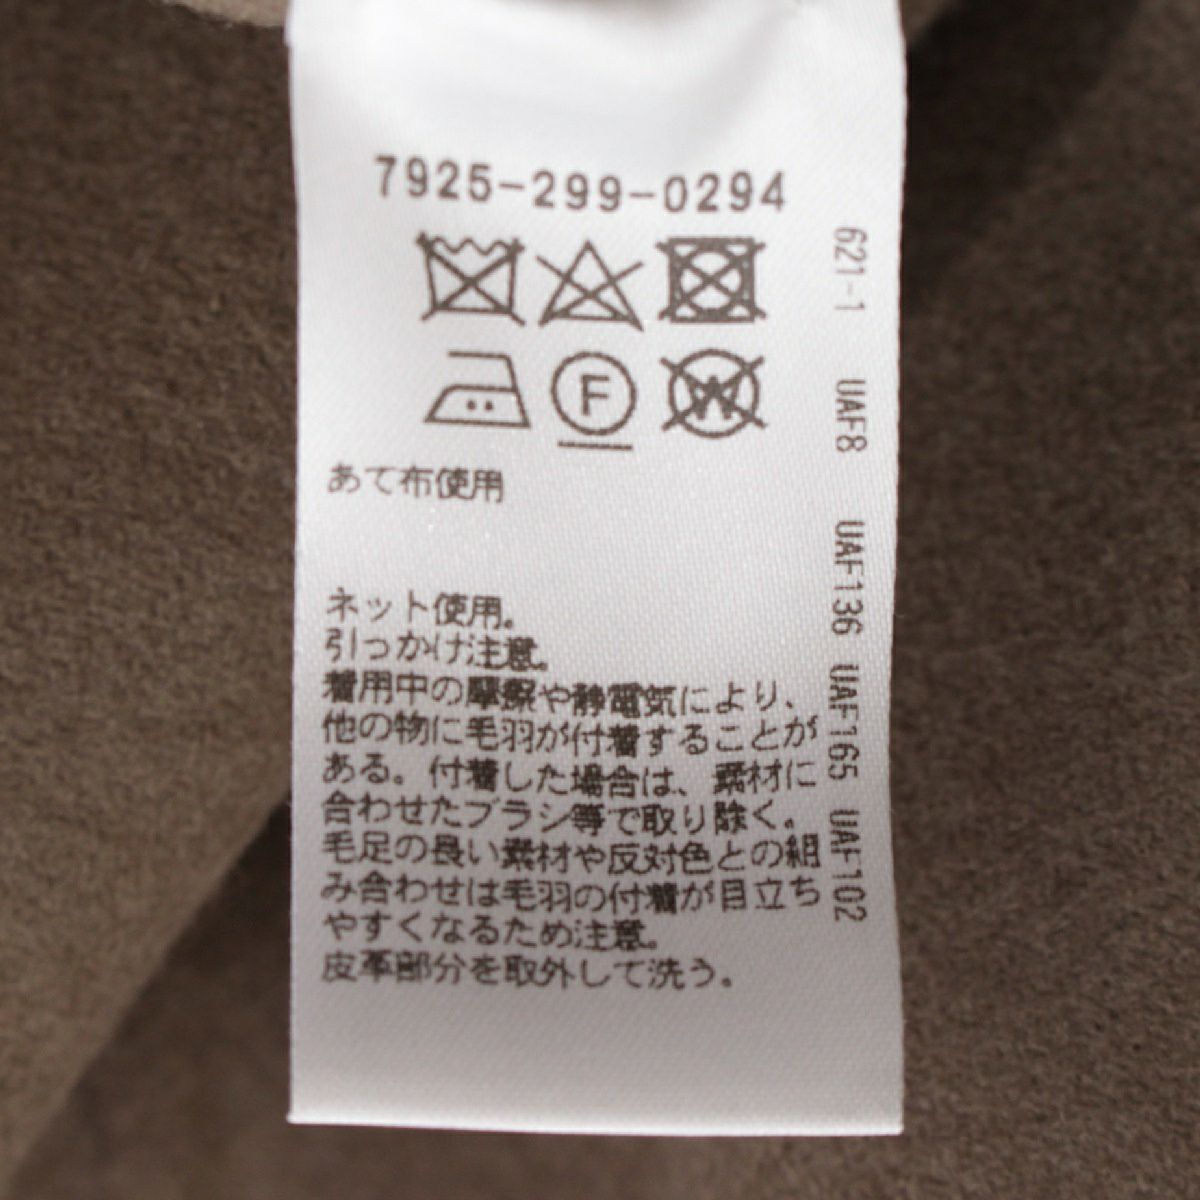 7925-299-0294
F
W
あて布使用
ネット使用。
引っかけ注意。
着用中の摩擦や静電気により、
他の物に毛羽が付着することが
ある。付着した場合は、素材に
合わせたブラシ等で取り除く。
毛足の長い素材や反対色との組
み合わせは毛羽の付着が目立ち
やすくなるため注意。
皮革部分を取外して洗う。
621-1 UAF8 UAF136 UAF165 UAF102